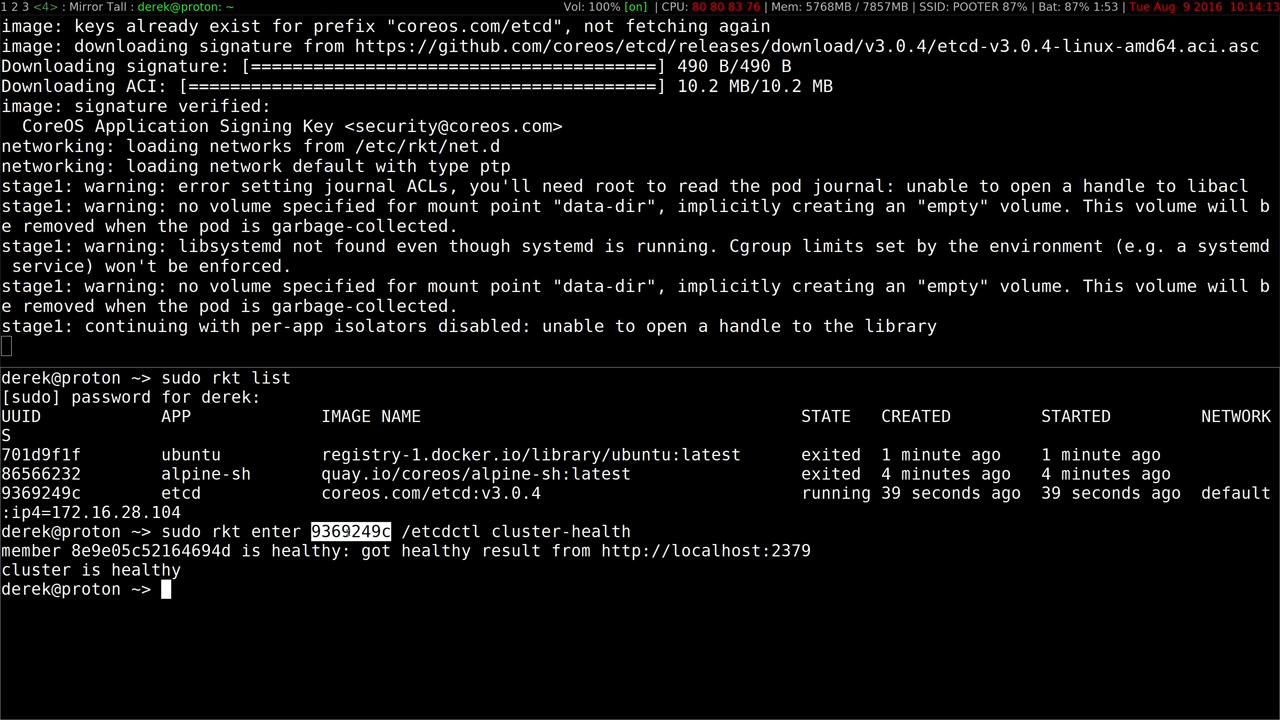 1 2 3 <4> : Mirror Tall : derek@proton: ~ Vol: 100% [on] | CPU: 80 80 83 76 | Mem: 5768MB / 7857MB | SSID: POOTER 87% | Bat: 87% 1:53 | Tue Aug 9 2016 10:14:13
image: keys already exist for prefix "coreos.com/etcd", not fetching again
image: downloading signature from https://github.com/coreos/etcd/releases/download/v3.0.4/etcd-v3.0.4-linux-amd64.aci.asc
Downloading signature: [=======================================] 490 B/490 B
Downloading ACI: [=============================================] 10.2 MB/10.2 MB
image: signature verified:
  CoreOS Application Signing Key <security@coreos.com>
networking: loading networks from /etc/rkt/net.d
networking: loading network default with type ptp
stage1: warning: error setting journal ACLs, you'll need root to read the pod journal: unable to open a handle to libacl
stage1: warning: no volume specified for mount point "data-dir", implicitly creating an "empty" volume. This volume will b
e removed when the pod is garbage-collected.
stage1: warning: libsystemd not found even though systemd is running. Cgroup limits set by the environment (e.g. a systemd
 service) won't be enforced.
stage1: warning: no volume specified for mount point "data-dir", implicitly creating an "empty" volume. This volume will b
e removed when the pod is garbage-collected.
stage1: continuing with per-app isolators disabled: unable to open a handle to the library
derek@proton ~> sudo rkt list
[sudo] password for derek:
UUID            APP             IMAGE NAME                                      STATE   CREATED         STARTED         NETWORK
S
701d9f1f        ubuntu          registry-1.docker.io/library/ubuntu:latest      exited  1 minute ago    1 minute ago
86566232        alpine-sh       quay.io/coreos/alpine-sh:latest                 exited  4 minutes ago   4 minutes ago
9369249c        etcd            coreos.com/etcd:v3.0.4                          running 39 seconds ago  39 seconds ago  default
:ip4=172.16.28.104
derek@proton ~> sudo rkt enter 9369249c /etcdctl cluster-health
member 8e9e05c52164694d is healthy: got healthy result from http://localhost:2379
cluster is healthy
derek@proton ~>